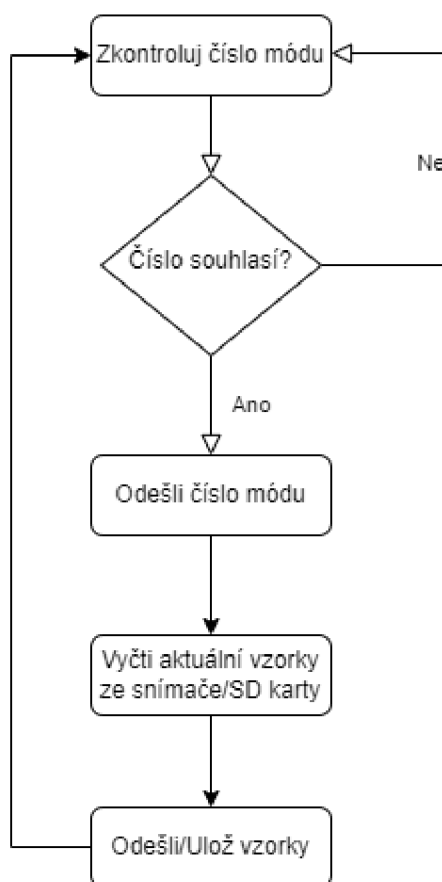 Zkontroluj číslo módu
Ne
Číslo souhlasí?
Ano
Odešli číslo módu
Vyčti aktuální vzorky
ze snímače/SD karty
Odešli/Ulož vzorky